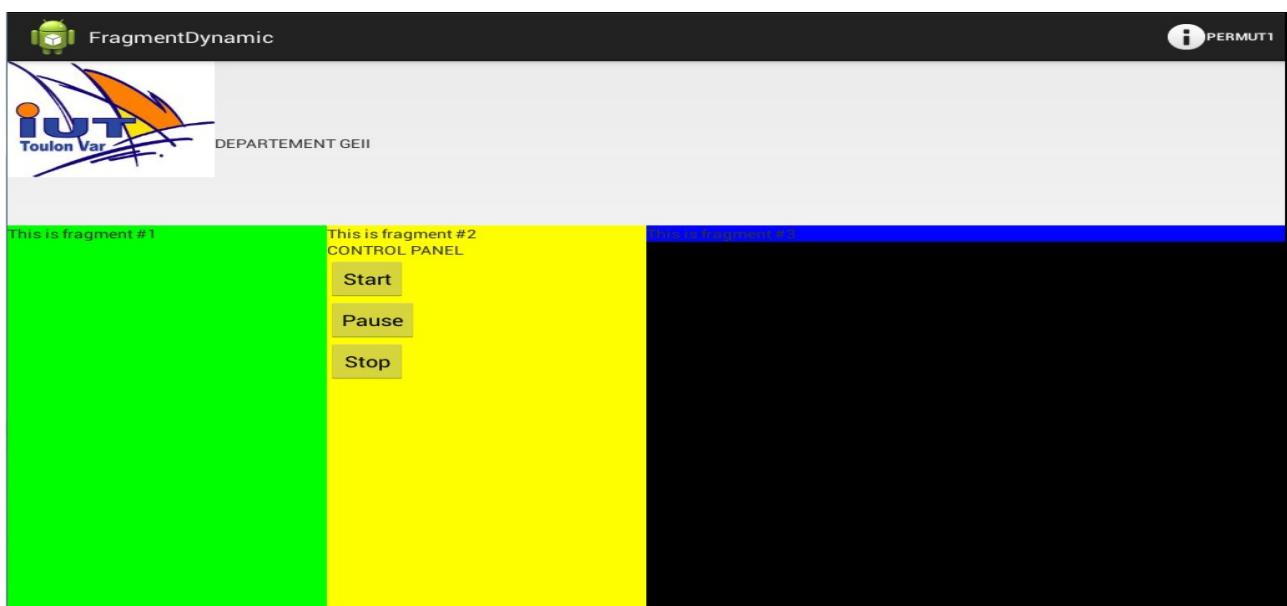 FragmentDynamic
PERMUT1
iUT
Toulon Var
DEPARTEMENT GEII
This is fragment #1
This is fragment #2
CONTROL PANEL
Start
Pause
Stop
This is fragment #3